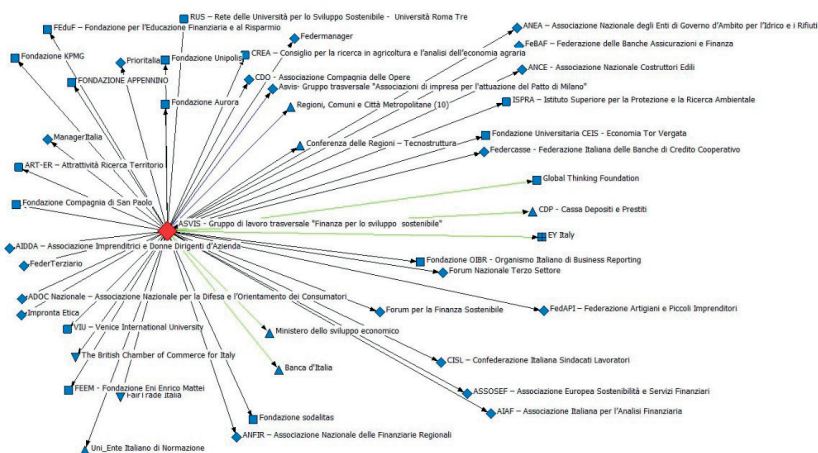 RUS – Rete delle Università per lo Sviluppo Sostenibile - Università Roma Tre
FEduF – Fondazione per l'Educazione Finanziaria e al Risparmio
ANEA – Associazione Nazionale degli Enti di Governo d'Ambito per l'Idrico e i Rifiuti
Federmanager
FeBAF – Federazione delle Banche Assicurazioni e Finanza
Fondazione KPMG
Prioritalia
Fondazione Unipolis
CREA – Consiglio per la ricerca in agricoltura e l'analisi dell'economia agraria
ANCE – Associazione Nazionale Costruttori Edili
FONDAZIONE APPENNINO
CDO - Associazione Compagnia delle Opere
Asvis- Gruppo trasversale "Associazioni di impresa per l'attuazione del Patto di Milano"
Fondazione Aurora
Regioni, Comuni e Città Metropolitane (10)
ISPRA – Istituto Superiore per la Protezione e la Ricerca Ambientale
ManagerItalia
Conferenza delle Regioni – Tecnostruttura
Fondazione Universitaria CEIS - Economia Tor Vergata
Federcasse - Federazione Italiana delle Banche di Credito Cooperativo
ART-ER – Attrattività Ricerca Territorio
Global Thinking Foundation
Fondazione Compagnia di San Paolo
CDP - Cassa Depositi e Prestiti
ASVIS - Gruppo di lavoro trasversale "Finanza per lo sviluppo sostenibile"
EY Italy
AIDDA – Associazione Imprenditrici e Donne Dirigenti d'Azienda
Fondazione OIBR - Organismo Italiano di Business Reporting
FederTerziario
Forum Nazionale Terzo Settore
ADOC Nazionale – Associazione Nazionale per la Difesa e l'Orientamento dei Consumatori
Impronta Etica
Forum per la Finanza Sostenibile
FedAPI – Federazione Artigiani e Piccoli Imprenditori
VIU – Venice International University
Ministero dello sviluppo economico
The British Chamber of Commerce for Italy
Banca d'Italia
CISL – Confederazione Italiana Sindacati Lavoratori
FEEM - Fondazione Eni Enrico Mattei
FairTrade Italia
ASSOSEF – Associazione Europea Sostenibilità e Servizi Finanziari
AIAF – Associazione Italiana per l'Analisi Finanziaria
Fondazione sodalitas
ANFIR – Associazione Nazionale delle Finanziarie Regionali
Uni_Ente Italiano di Normazione